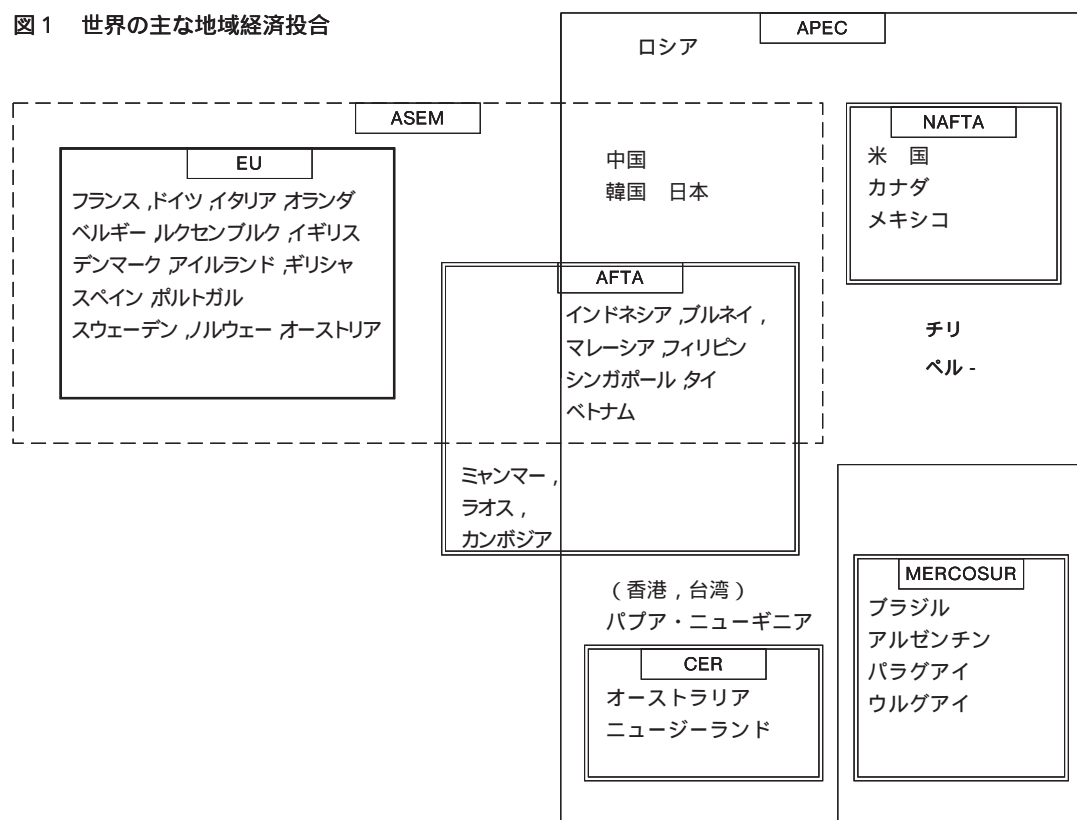 図1 世界の主な地域経済投合
APEC
ロシア
ASEM
EU
フランス,ドイツ,イタリア,オランダ
ベルギー,ルクセンブルク,イギリス
デンマーク,アイルランド,ギリシャ
スペイン,ポルトガル
スウェーデン,ノルウェー,オーストリア
中国
韓国 日本
NAFTA
米 国
カナダ
メキシコ
AFTA
インドネシア,ブルネイ,
マレーシア,フィリピン
シンガポール,タイ
ベトナム
チリ
ペル-
ミャンマー,
ラオス,
カンボジア
(香港,台湾)
パプア・ニューギニア
CER
オーストラリア
ニュージーランド
MERCOSUR
ブラジル
アルゼンチン
パラグアイ
ウルグアイ